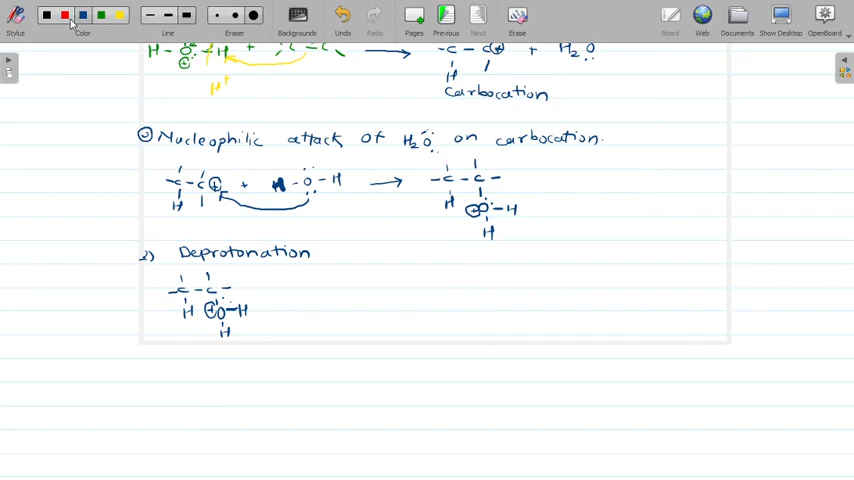 Stylus Color Line Eraser Backgrounds Undo Redo Pages Previous Next Erase Board Web Documents Show Desktop OpenBoard
H - O - H + C = C → - C - C + + H2O
H+ H
Carbocation
Nucleophilic attack of H2O on carbocation.
- C - C + + H - O - H → - C - C -
H H + O - H
H
2) Deprotonation
- C - C -
H + O - H
H